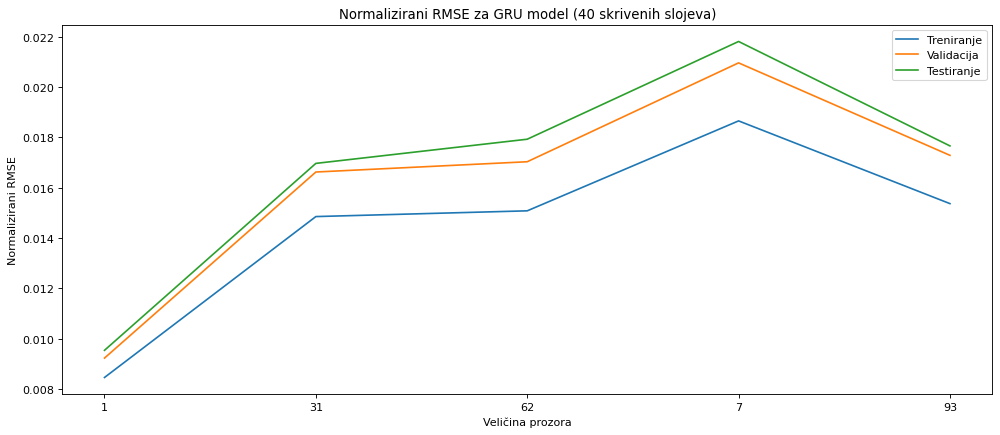 Normalizirani RMSE za GRU model (40 skrivenih slojeva)
Treniranje
Validacija
Testiranje
Normalizirani RMSE
0.022
0.020
0.018
0.016
0.014
0.012
0.010
0.008
1 31 62 7 93
Veličina prozora